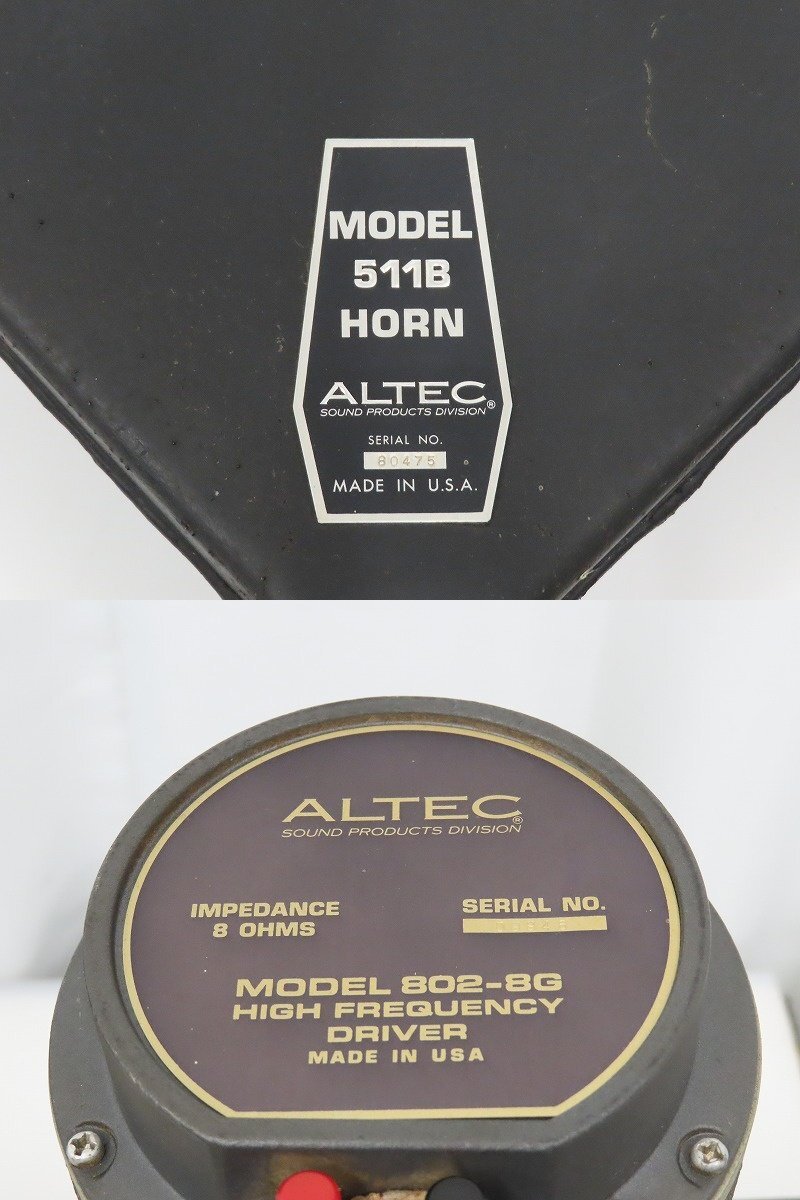 MODEL
511B
HORN
ALTEC®
SOUND PRODUCTS DIVISION
SERIAL NO.
80475
MADE IN U.S.A.
ALTEC®
SOUND PRODUCTS DIVISION
IMPEDANCE
8 OHMS
SERIAL NO.
MODEL 802-8G
HIGH FREQUENCY
DRIVER
MADE IN USA